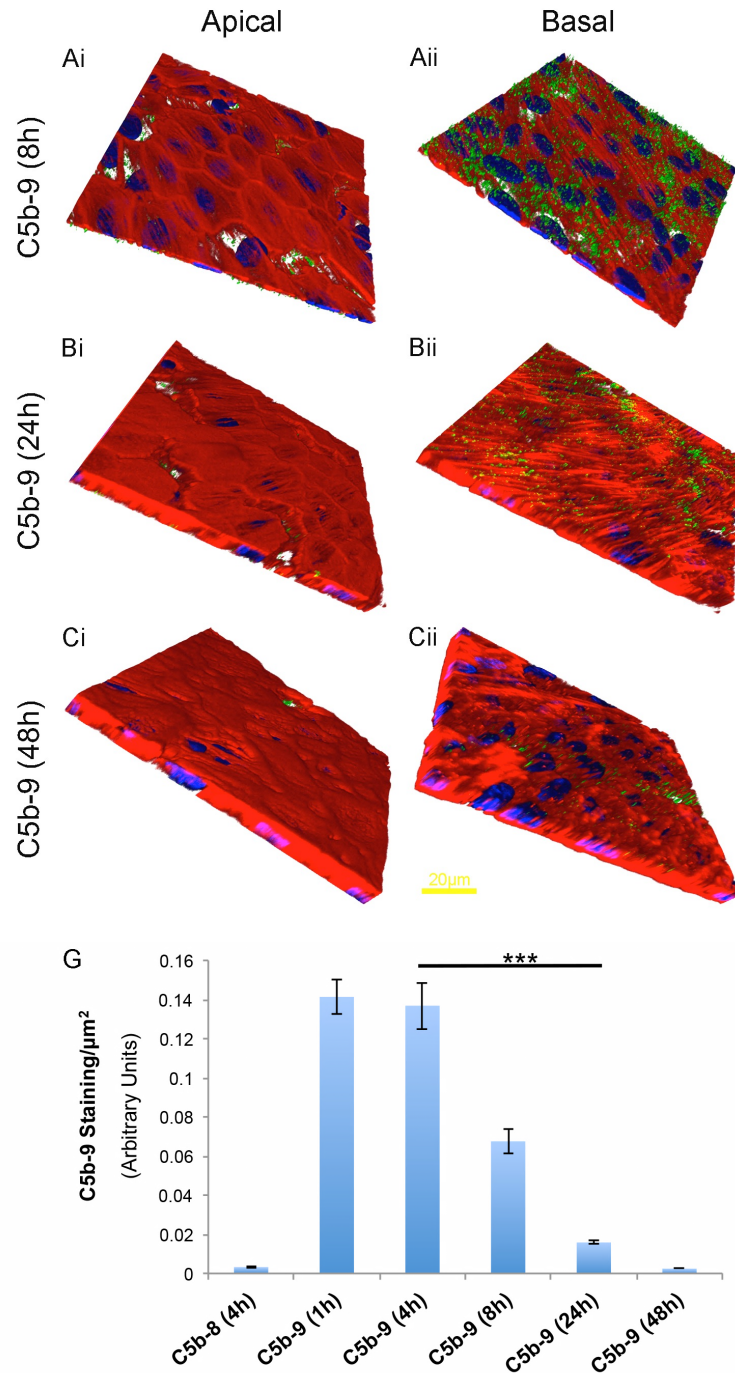 Apical Basal
Ai Aii
C5b-9 (8h)
Bi Bii
C5b-9 (24h)
Ci Cii
C5b-9 (48h)
20µm
G
C5b-9 Staining/µm²
(Arbitrary Units)
0.16
0.14
0.12
0.1
0.08
0.06
0.04
0.02
0
***
C5b-8 (4h)
C5b-9 (1h)
C5b-9 (4h)
C5b-9 (8h)
C5b-9 (24h)
C5b-9 (48h)